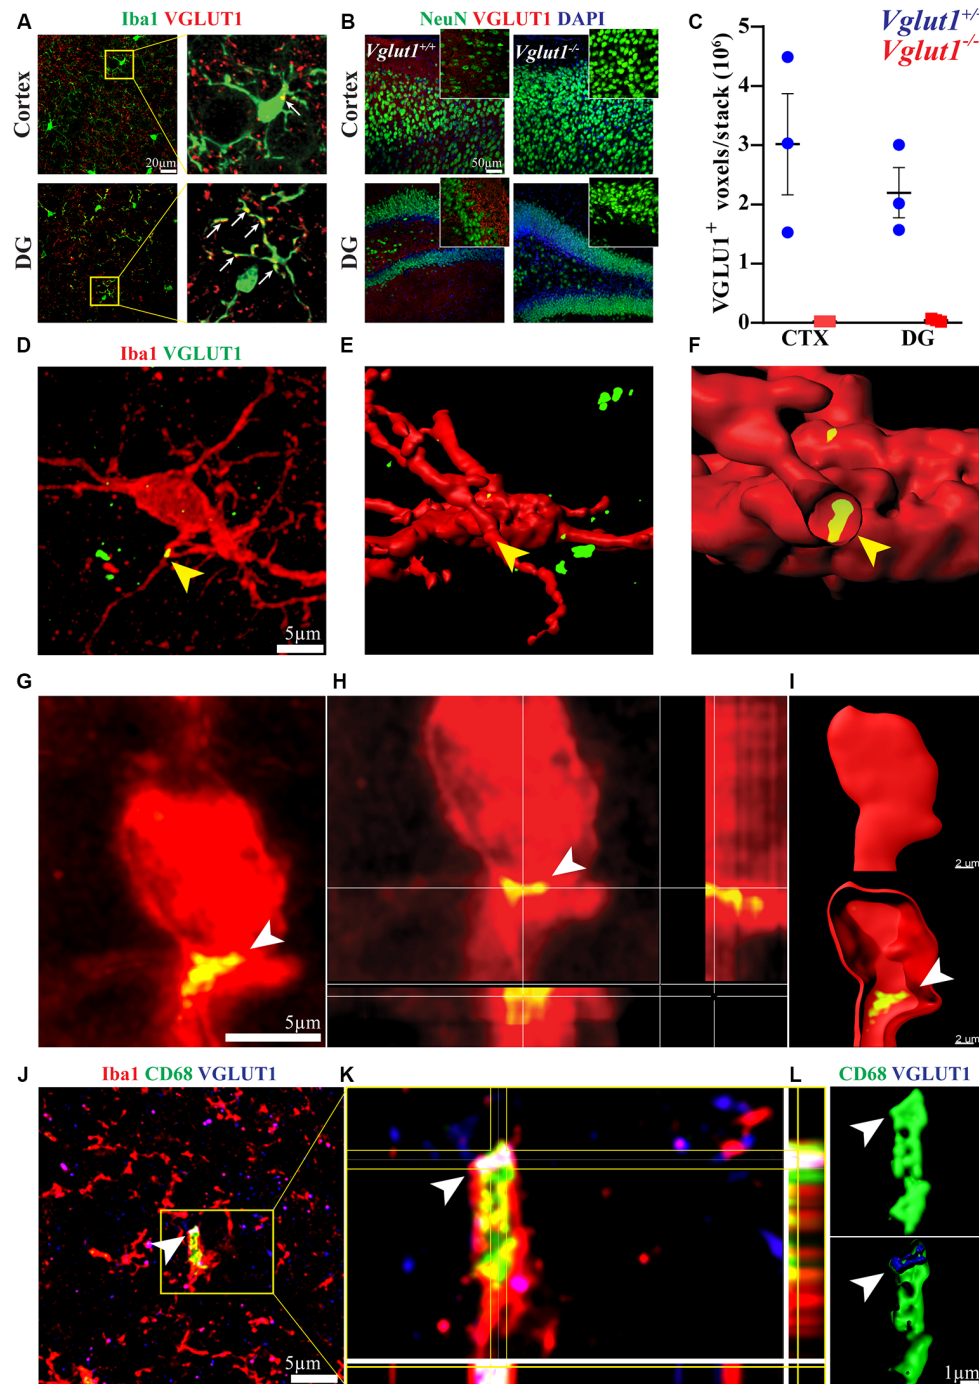 A
Iba1 VGLUT1
B
NeuN VGLUT1 DAPI
C
Vglut1+/+
Vglut1-/-
Cortex
20µm
Vglut1+/+
Vglut1-/-
50µm
DG
VGLU1+ voxels/stack (10⁶)
5
4
3
2
1
0
CTX
DG
D
Iba1 VGLUT1
E
F
Cortex
DG
5µm
G
H
I
5µm
2 µm
2 µm
J
Iba1 CD68 VGLUT1
K
L
CD68 VGLUT1
5µm
1µm